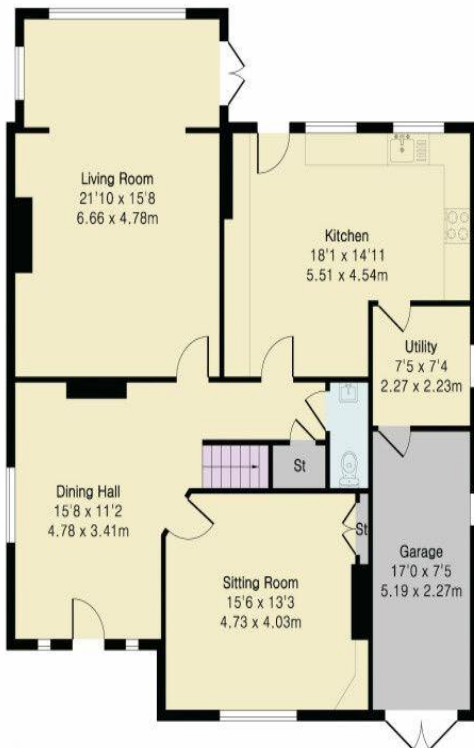 Living Room
21'10 x 15'8
6.66 x 4.78m
Kitchen
18'1 x 14'11
5.51 x 4.54m
Utility
7'5 x 7'4
2.27 x 2.23m
Dining Hall
15'8 x 11'2
4.78 x 3.41m
St
Sitting Room
15'6 x 13'3
4.73 x 4.03m
St
Garage
17'0 x 7'5
5.19 x 2.27m